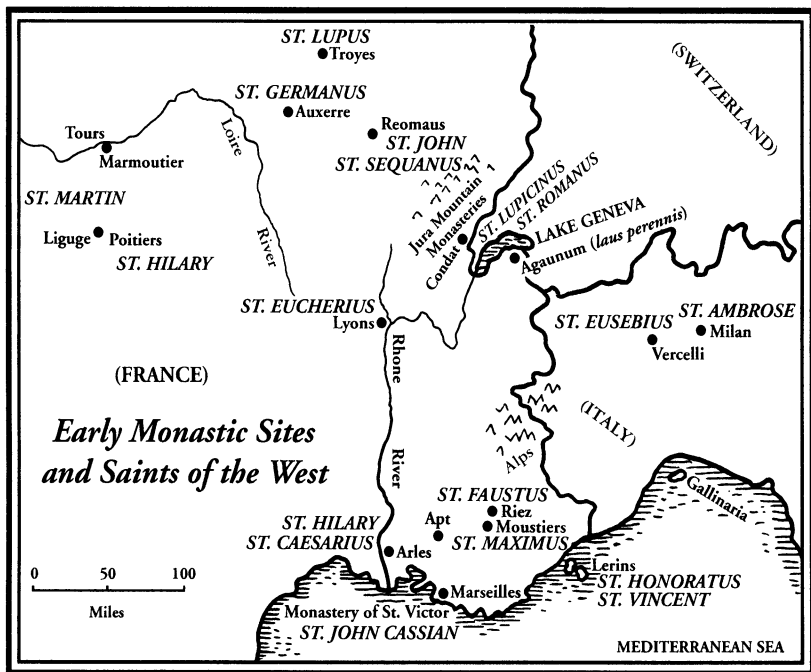 ST. LUPUS
Troyes
(SWITZERLAND)
ST. GERMANUS
Auxerre
Reomaus
ST. JOHN
ST. SEQUANUS
Tours
Marmoutier
Loire
River
ST. MARTIN
Liguge
Poitiers
ST. HILARY
Jura Mountain
Monasteries
Condat
ST. LUPICINUS
ST. ROMANUS
LAKE GENEVA
Agaunum (laus perennis)
ST. EUCHERIUS
Lyons
ST. EUSEBIUS
Vercelli
ST. AMBROSE
Milan
(FRANCE)
Rhone
River
(ITALY)
Alps
Early Monastic Sites
and Saints of the West
ST. FAUSTUS
Riez
Moustiers
ST. MAXIMUS
Apt
ST. HILARY
ST. CAESARIUS
Arles
Gallinaria
Lerins
ST. HONORATUS
ST. VINCENT
Marseilles
Monastery of St. Victor
ST. JOHN CASSIAN
0 50 100
Miles
MEDITERRANEAN SEA